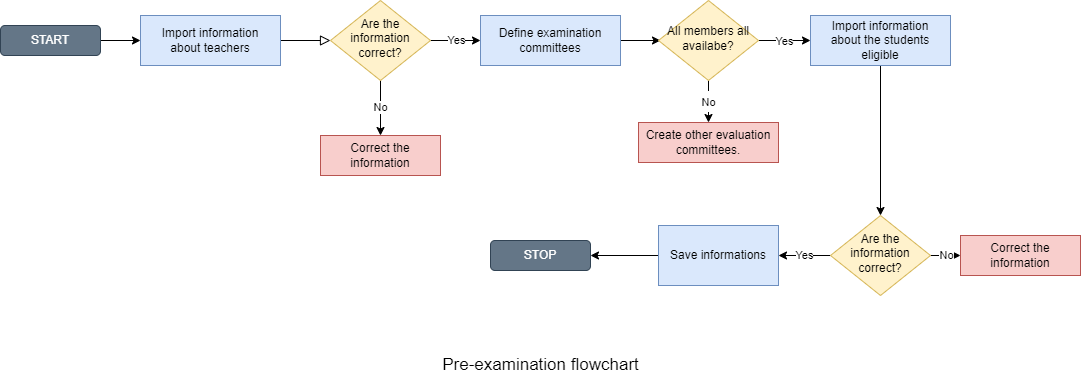 START
Import information
about teachers
Are the
information
correct?
Yes
Define examination
committees
All members all
availabe?
Yes
Import information
about the students
eligible
No
No
Correct the
information
Create other evaluation
committees.
STOP
Save informations
Yes
Are the
information
correct?
No
Correct the
information
Pre-examination flowchart